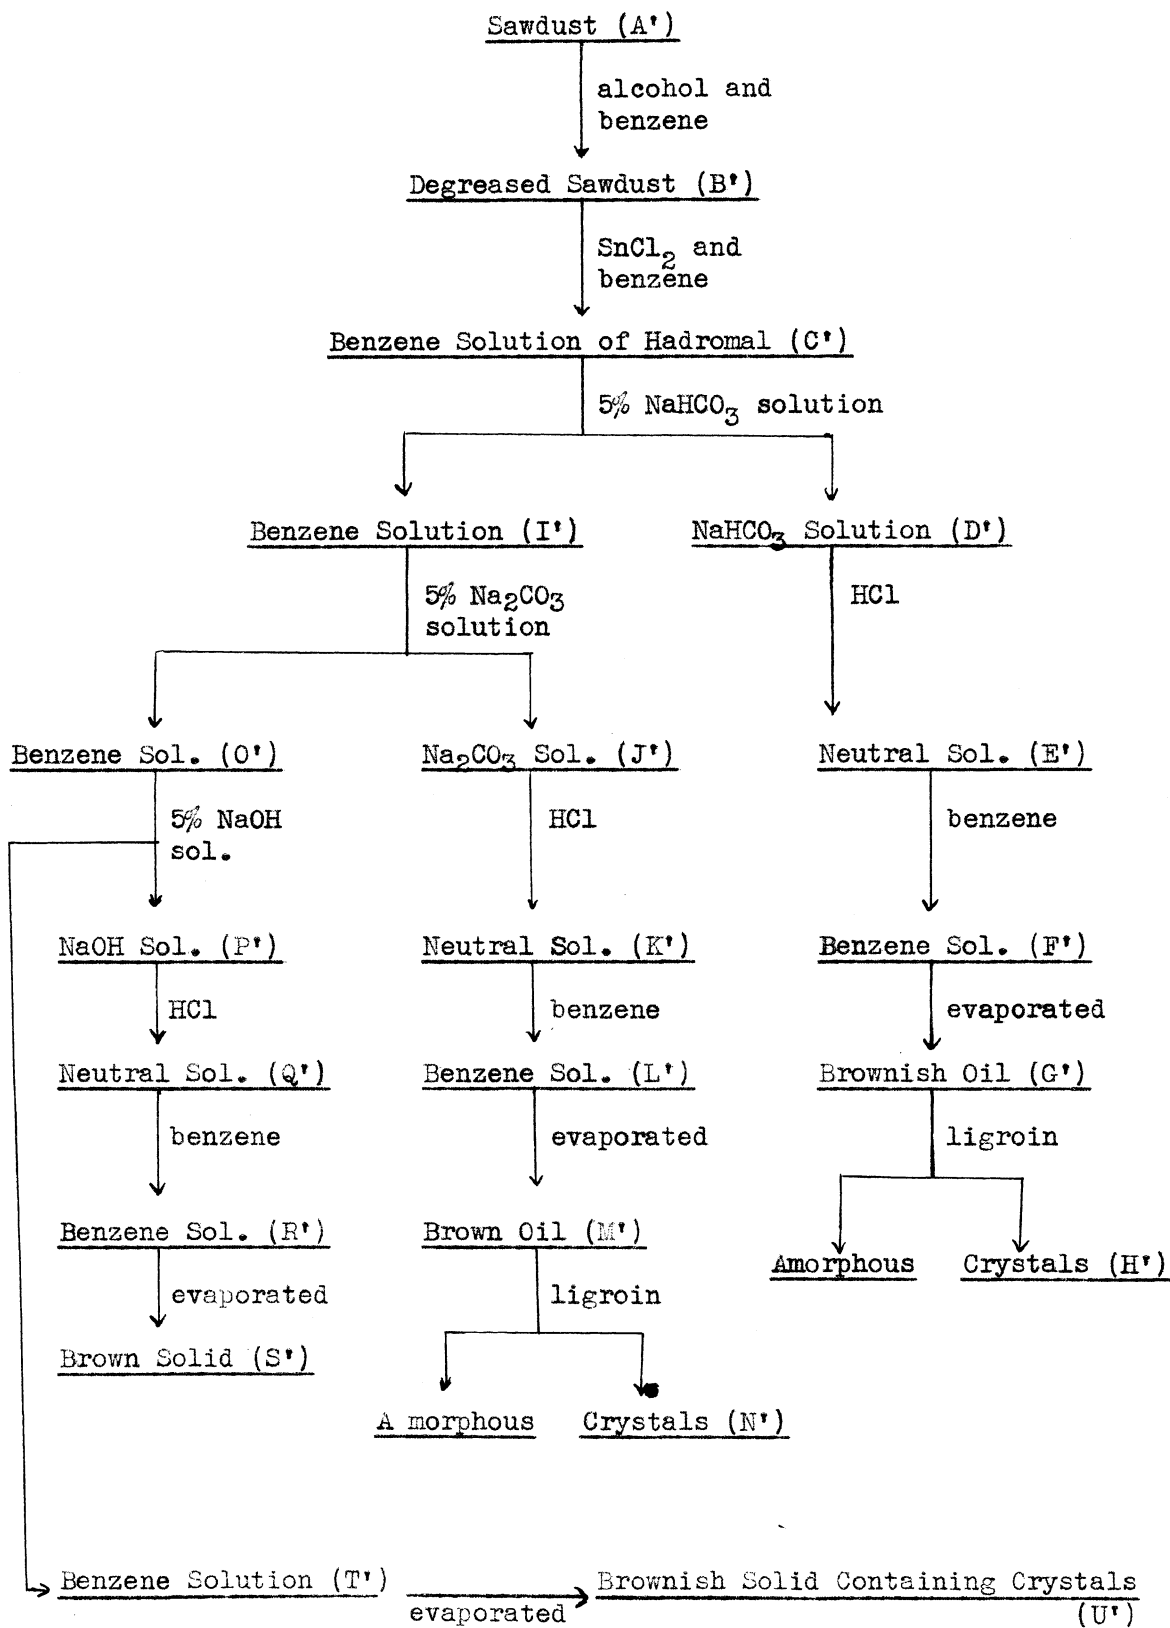 Sawdust (A')
alcohol and
benzene
Degreased Sawdust (B')
SnCl2 and
benzene
Benzene Solution of Hadromal (C')
5% NaHCO3 solution
Benzene Solution (I')
NaHCO3 Solution (D')
5% Na2CO3
solution
HCl
Benzene Sol. (O')
Na2CO3 Sol. (J')
Neutral Sol. (E')
5% NaOH
sol.
HCl
benzene
NaOH Sol. (P')
Neutral Sol. (K')
Benzene Sol. (F')
HCl
benzene
evaporated
Neutral Sol. (Q')
Benzene Sol. (L')
Brownish Oil (G')
benzene
evaporated
ligroin
Benzene Sol. (R')
Brown Oil (M')
Amorphous
Crystals (H')
evaporated
ligroin
Brown Solid (S')
A morphous
Crystals (N')
Benzene Solution (T')
evaporated
Brownish Solid Containing Crystals
(U')